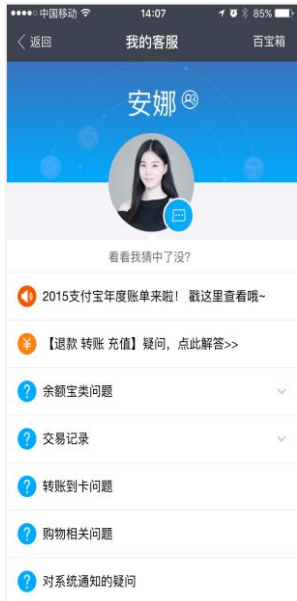 中国移动 14:07 85%
返回 我的客服 百宝箱
安娜
看看我猜中了没?
2015支付宝年度账单来啦！戳这里查看哦~
【退款 转账 充值】疑问，点此解答>>
余额宝类问题
交易记录
转账到卡问题
购物相关问题
对系统通知的疑问